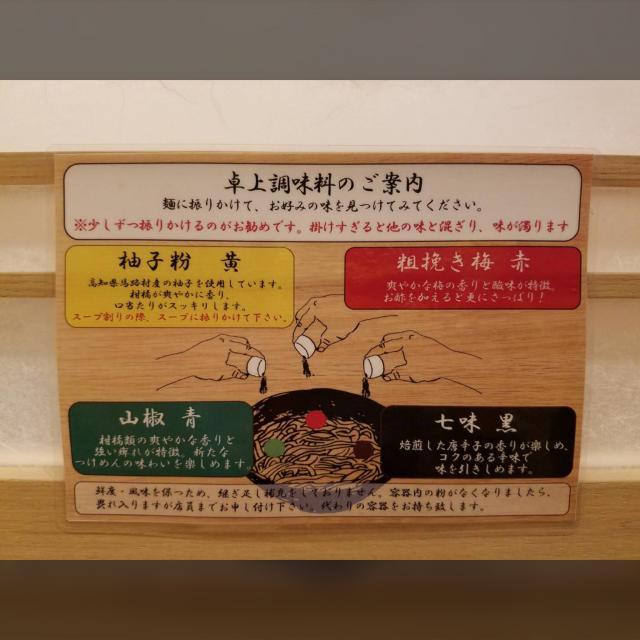 卓上調味料のご案内
麺に振りかけて、お好みの味を見つけてみてください。
※少しずつ振りかけるのがお勧めです。掛けすぎると他の味と混ざり、味が濁ります
柚子粉 黄
高知県馬路村産の柚子を使用しています。
柑橘が爽やかに香り、
口当たりがスッキリします。
スープ割りの際、スープに振りかけて下さい。
粗挽き梅 赤
爽やかな梅の香りと酸味が特徴。
お酢を加えると更にさっぱり！
山椒 青
柑橘類の爽やかな香りと
強い痺れが特徴。新たな
つけめんの味わいを楽しめます。
七味 黒
焙煎した唐辛子の香りが楽しめ、
コクのある辛味で
味を引きしめます。
鮮度・風味を保つため、継ぎ足し補充をしておりません。容器内の粉がなくなりましたら、
畏れ入りますが店員までお申し付け下さい。代わりの容器をお持ち致します。